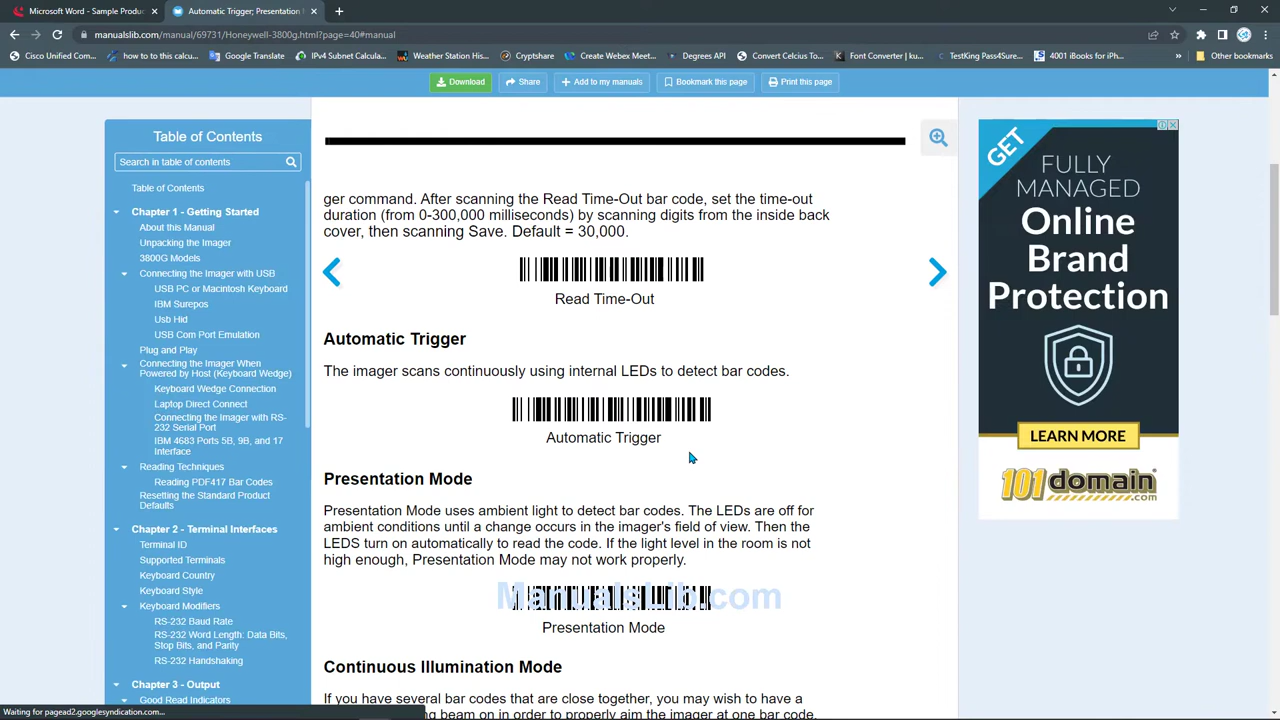 Microsoft Word - Sample Produc
Automatic Trigger; Presentation M
manualslib.com/manual/69731/Honeywell-3800g.html?page=40#manual
Cisco Unified Com...
how to to this calcu...
Google Translate
IPv4 Subnet Calcula...
Weather Station His...
Cryptshare
Create Webex Meet...
Degrees API
Convert Celcius To...
Font Converter | ku...
TestKing Pass4Sure...
4001 iBooks for iPh...
»
Other bookmarks
Download
Share
Add to my manuals
Bookmark this page
Print this page
Table of Contents
Search in table of contents
Table of Contents
Chapter 1 - Getting Started
About this Manual
Unpacking the Imager
3800G Models
Connecting the Imager with USB
USB PC or Macintosh Keyboard
IBM Surepos
Usb Hid
USB Com Port Emulation
Plug and Play
Connecting the Imager When
Powered by Host (Keyboard Wedge)
Keyboard Wedge Connection
Laptop Direct Connect
Connecting the Imager with RS-
232 Serial Port
IBM 4683 Ports 5B, 9B, and 17
Interface
Reading Techniques
Reading PDF417 Bar Codes
Resetting the Standard Product
Defaults
Chapter 2 - Terminal Interfaces
Terminal ID
Supported Terminals
Keyboard Country
Keyboard Style
Keyboard Modifiers
RS-232 Baud Rate
RS-232 Word Length: Data Bits,
Stop Bits, and Parity
RS-232 Handshaking
Chapter 3 - Output
Good Read Indicators
ger command. After scanning the Read Time-Out bar code, set the time-out
duration (from 0-300,000 milliseconds) by scanning digits from the inside back
cover, then scanning Save. Default = 30,000.
Read Time-Out
Automatic Trigger
The imager scans continuously using internal LEDs to detect bar codes.
Automatic Trigger
Presentation Mode
Presentation Mode uses ambient light to detect bar codes. The LEDs are off for
ambient conditions until a change occurs in the imager's field of view. Then the
LEDS turn on automatically to read the code. If the light level in the room is not
high enough, Presentation Mode may not work properly.
ManualsLib.com
Presentation Mode
Continuous Illumination Mode
If you have several bar codes that are close together, you may wish to have a
beam on in order to properly aim the imager at one bar code.
GET
FULLY
MANAGED
Online
Brand
Protection
LEARN MORE
101domain
.com
Waiting for pagead2.googlesyndication.com...